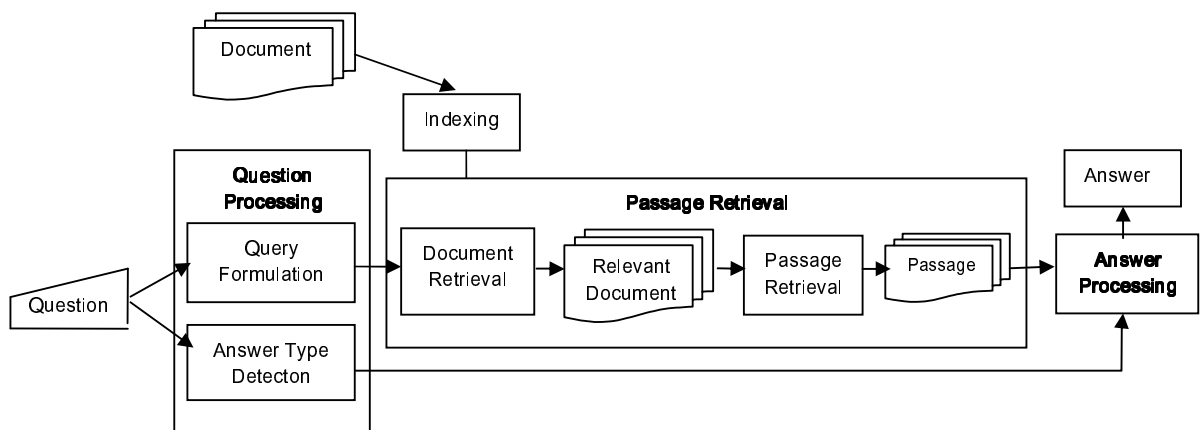 Document
Indexing
Question
Processing
Query
Formulation
Question
Answer Type
Detecton
Passage Retrieval
Document
Retrieval
Relevant
Document
Passage
Retrieval
Passage
Answer
Answer
Processing